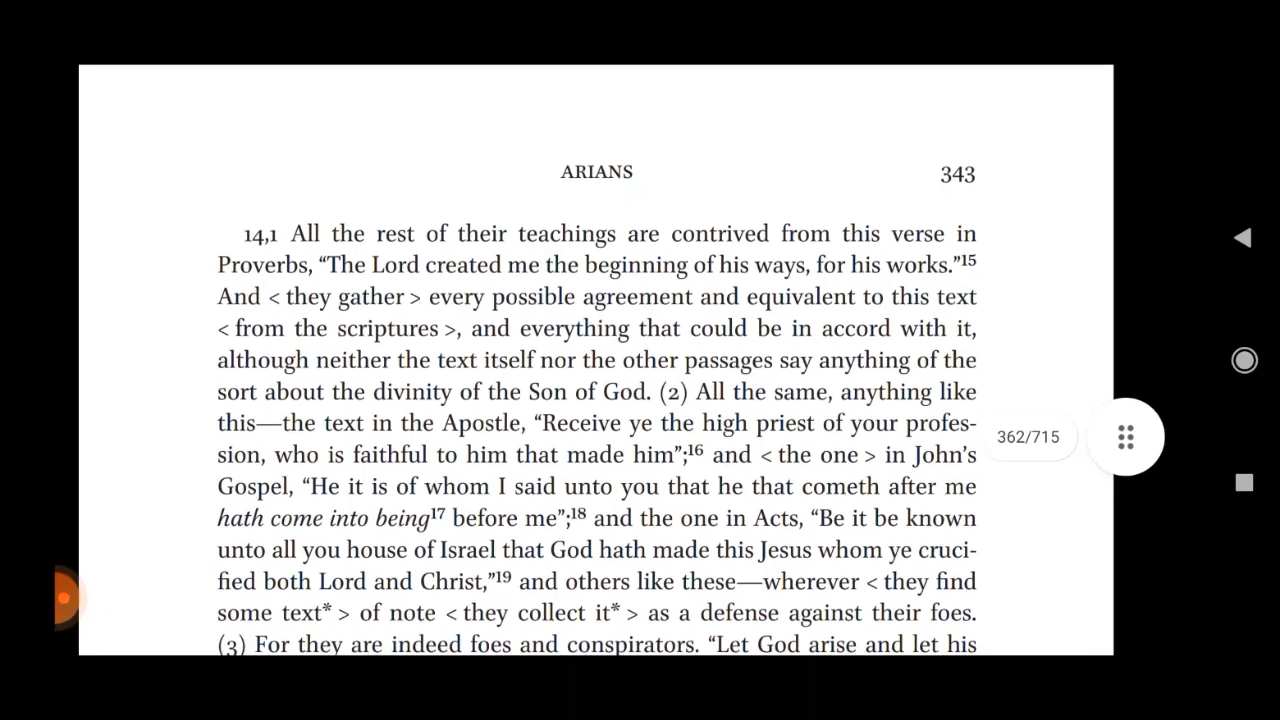 ARIANS 343
14,1 All the rest of their teachings are contrived from this verse in
Proverbs, “The Lord created me the beginning of his ways, for his works.”15
And < they gather > every possible agreement and equivalent to this text
< from the scriptures >, and everything that could be in accord with it,
although neither the text itself nor the other passages say anything of the
sort about the divinity of the Son of God. (2) All the same, anything like
this—the text in the Apostle, “Receive ye the high priest of your profes-
362/715
sion, who is faithful to him that made him”;16 and < the one > in John’s
Gospel, “He it is of whom I said unto you that he that cometh after me
hath come into being17 before me”;18 and the one in Acts, “Be it be known
unto all you house of Israel that God hath made this Jesus whom ye cruci-
fied both Lord and Christ,”19 and others like these—wherever < they find
some text* > of note < they collect it* > as a defense against their foes.
(3) For they are indeed foes and conspirators. “Let God arise and let his